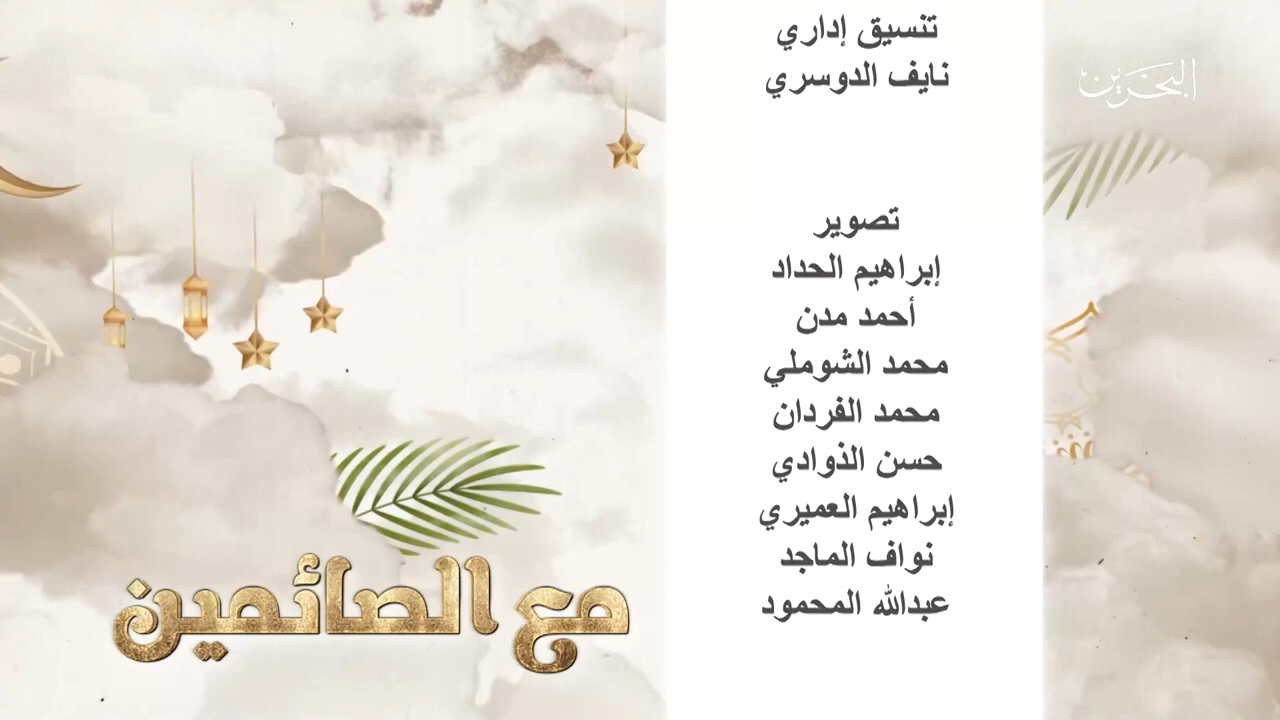 تنسيق إداري
نايف الدوسري
البحرين
تصوير
إبراهيم الحداد
أحمد مدن
محمد الشوملي
محمد الفردان
حسن الذوادي
إبراهيم العميري
نواف الماجد
عبدالله المحمود
مع الصائمين